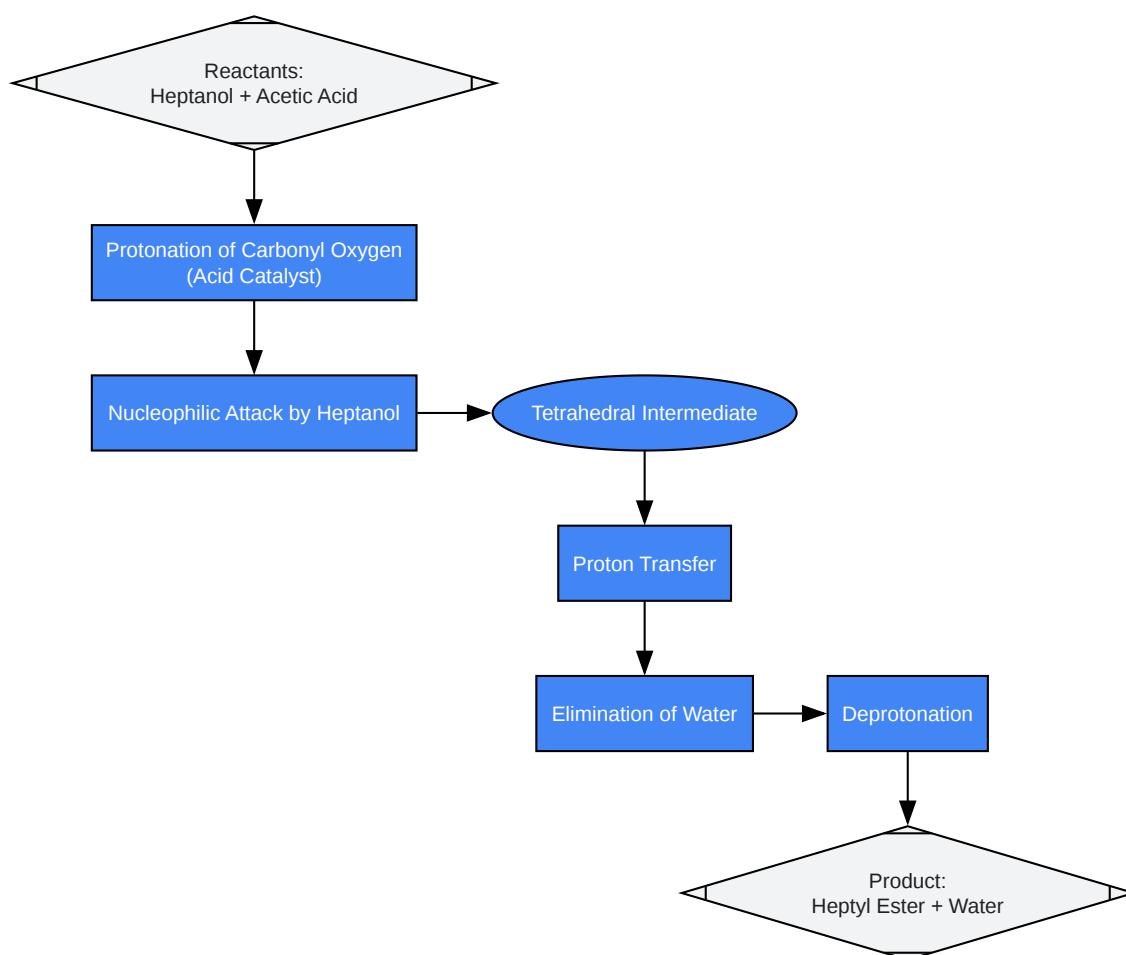 Reactants:
Heptanol + Acetic Acid
Protonation of Carbonyl Oxygen
(Acid Catalyst)
Nucleophilic Attack by Heptanol
Tetrahedral Intermediate
Proton Transfer
Elimination of Water
Deprotonation
Product:
Heptyl Ester + Water